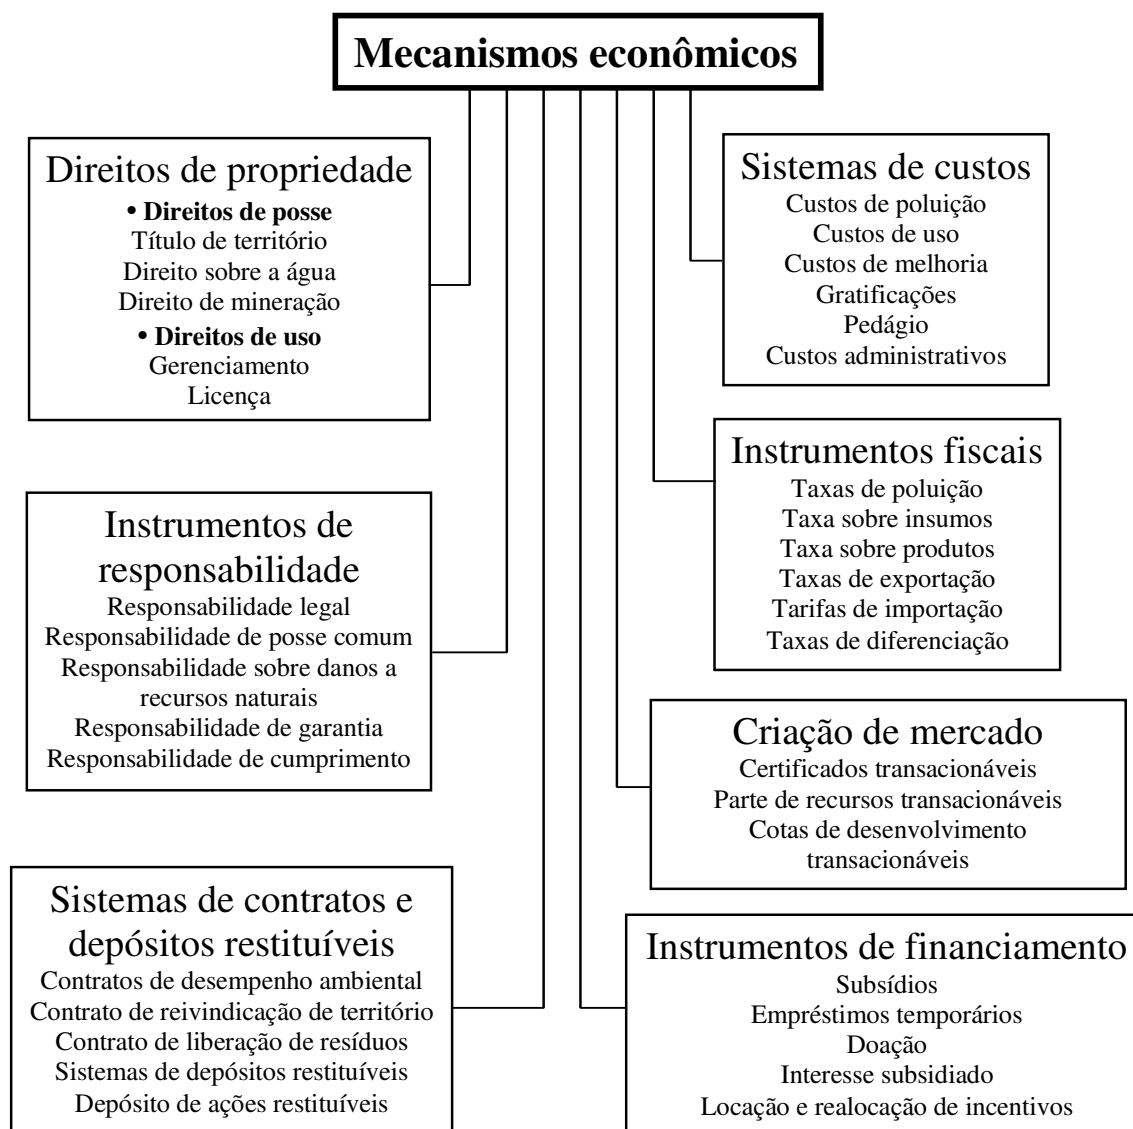 Mecanismos econômicos
Direitos de propriedade
• Direitos de posse
Título de território
Direito sobre a água
Direito de mineração
• Direitos de uso
Gerenciamento
Licença
Instrumentos de
responsabilidade
Responsabilidade legal
Responsabilidade de posse comum
Responsabilidade sobre danos a
recursos naturais
Responsabilidade de garantia
Responsabilidade de cumprimento
Sistemas de contratos e
depósitos restituíveis
Contratos de desempenho ambiental
Contrato de reivindicação de território
Contrato de liberação de resíduos
Sistemas de depósitos restituíveis
Depósito de ações restituíveis
Sistemas de custos
Custos de poluição
Custos de uso
Custos de melhoria
Gratificações
Pedágio
Custos administrativos
Instrumentos fiscais
Taxas de poluição
Taxa sobre insumos
Taxa sobre produtos
Taxas de exportação
Tarifas de importação
Taxas de diferenciação
Criação de mercado
Certificados transacionáveis
Parte de recursos transacionáveis
Cotas de desenvolvimento
transacionáveis
Instrumentos de financiamento
Subsídios
Empréstimos temporários
Doação
Interesse subsidiado
Locação e realocação de incentivos